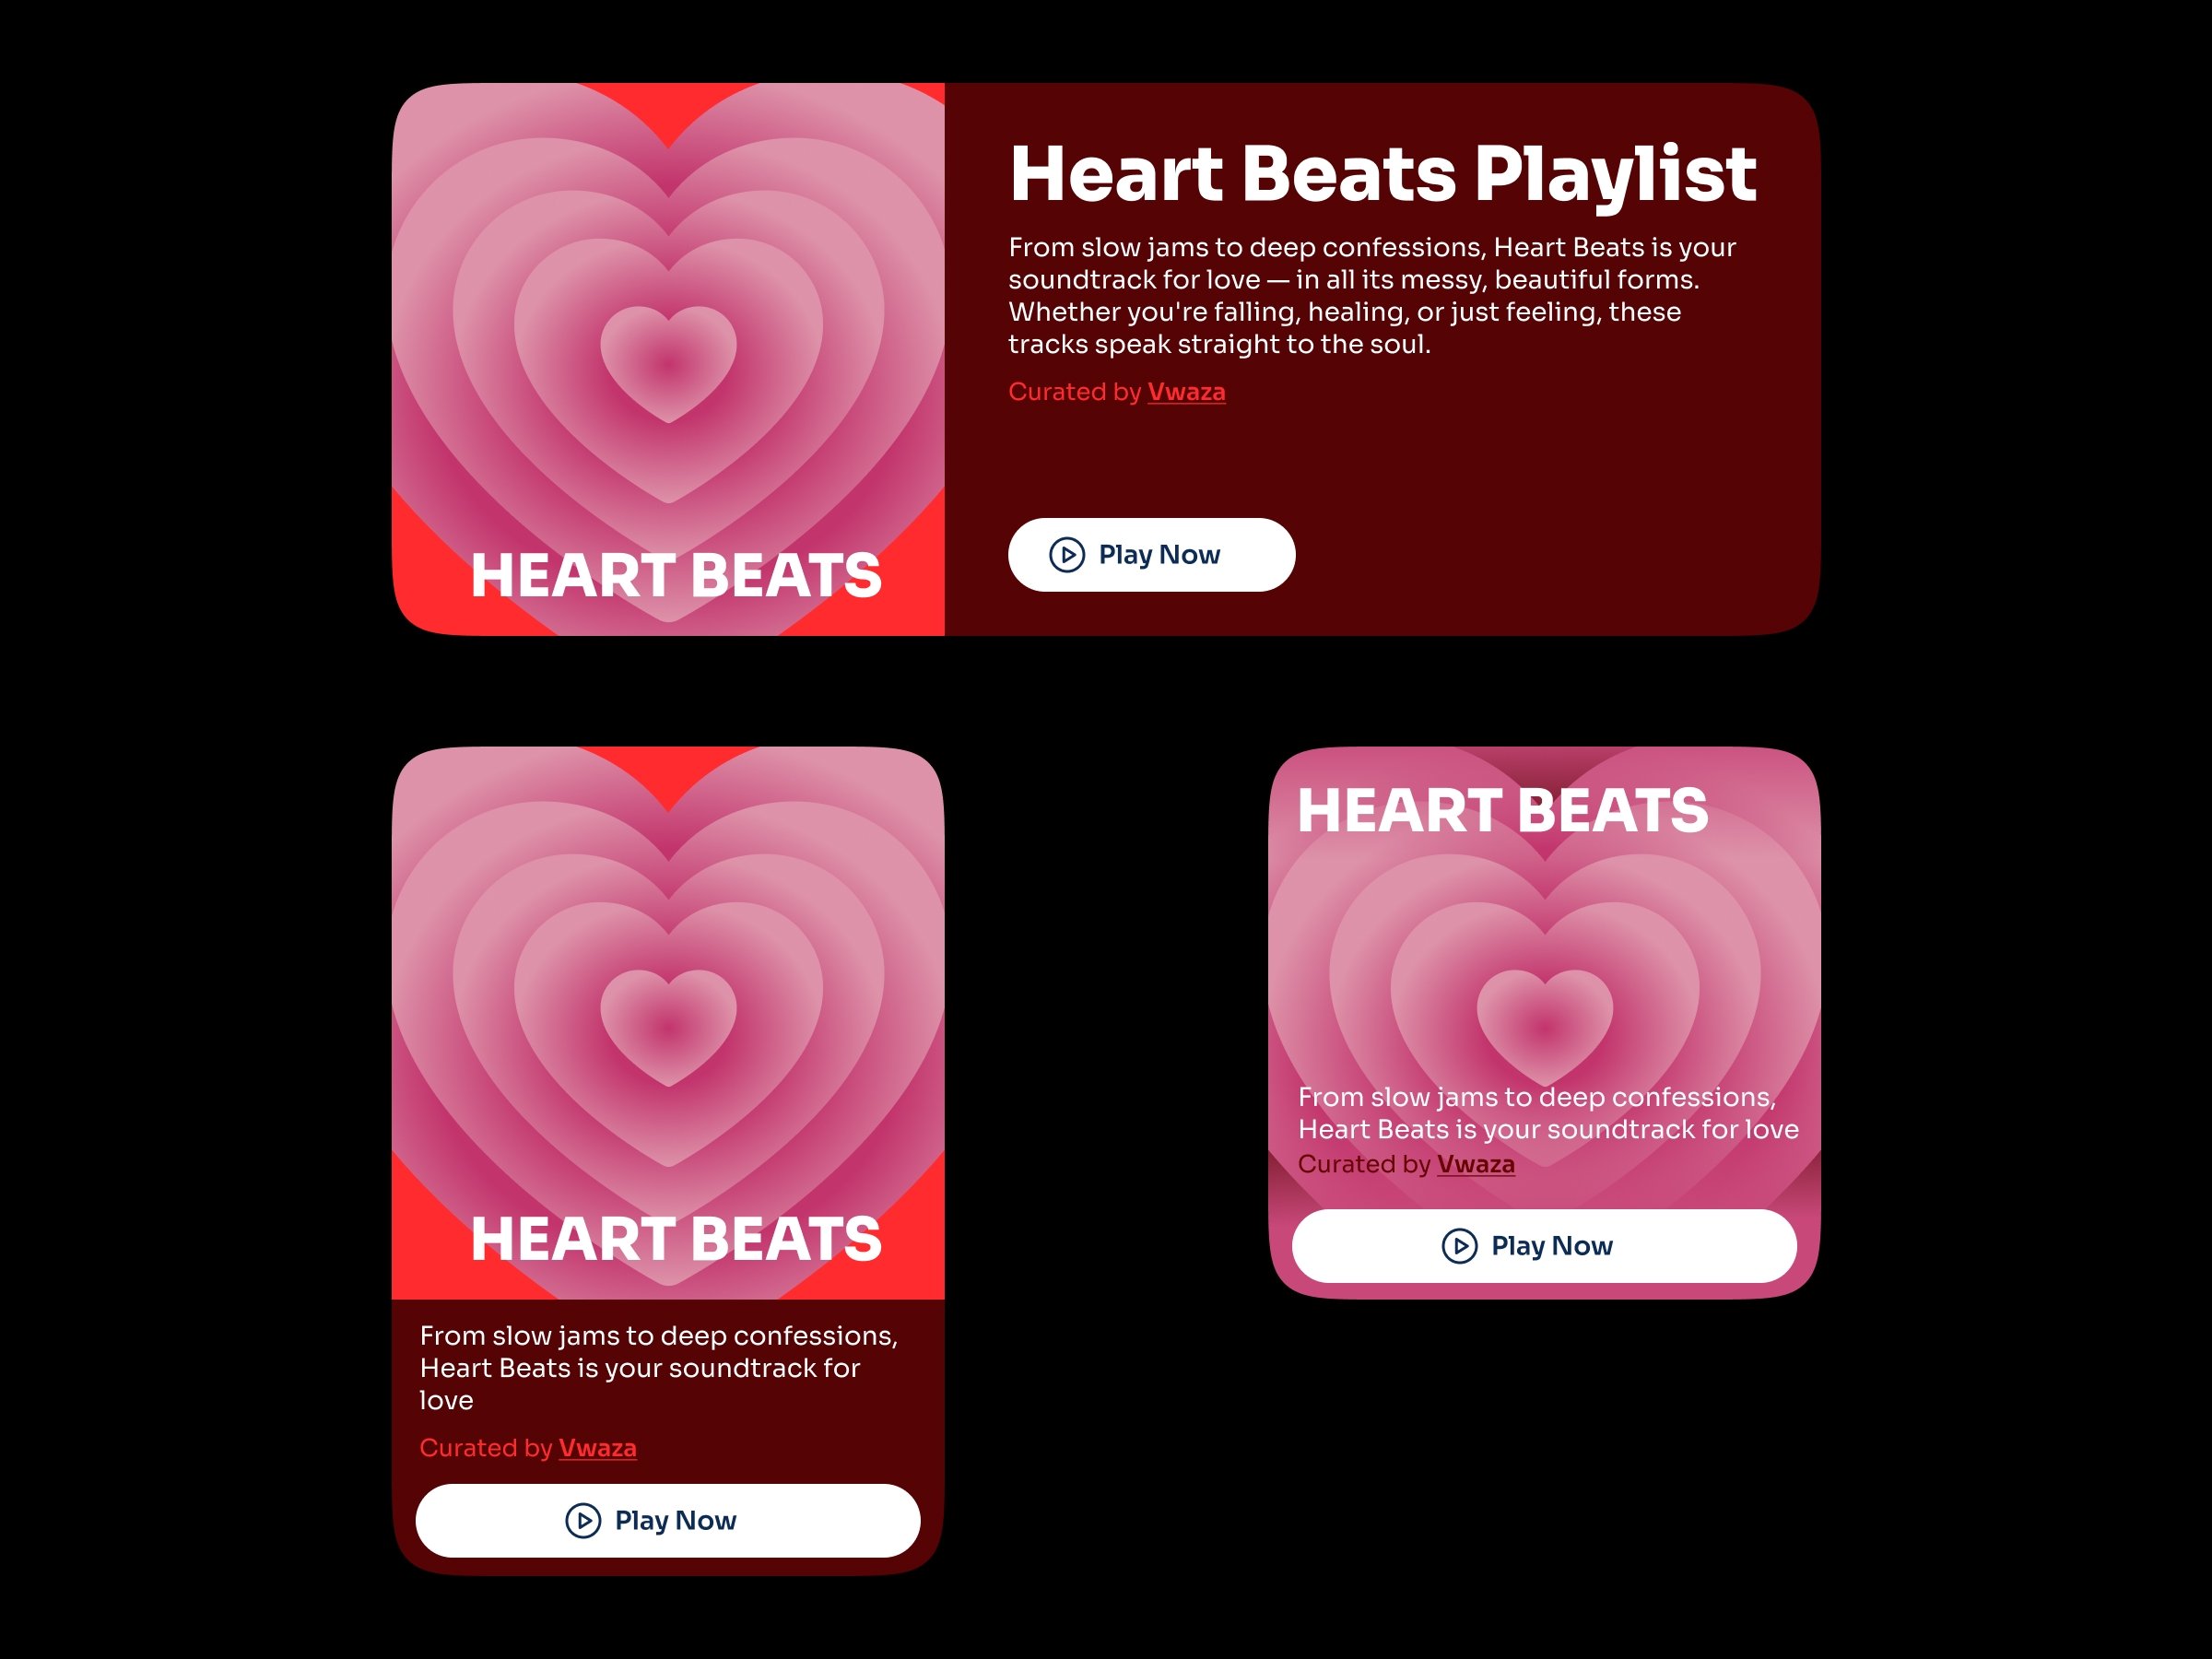 HEART BEATS
Heart Beats Playlist
From slow jams to deep confessions, Heart Beats is your
soundtrack for love — in all its messy, beautiful forms.
Whether you're falling, healing, or just feeling, these
tracks speak straight to the soul.
Curated by Vwaza
Play Now
HEART BEATS
From slow jams to deep confessions,
Heart Beats is your soundtrack for
love
Curated by Vwaza
Play Now
HEART BEATS
From slow jams to deep confessions,
Heart Beats is your soundtrack for love
Curated by Vwaza
Play Now